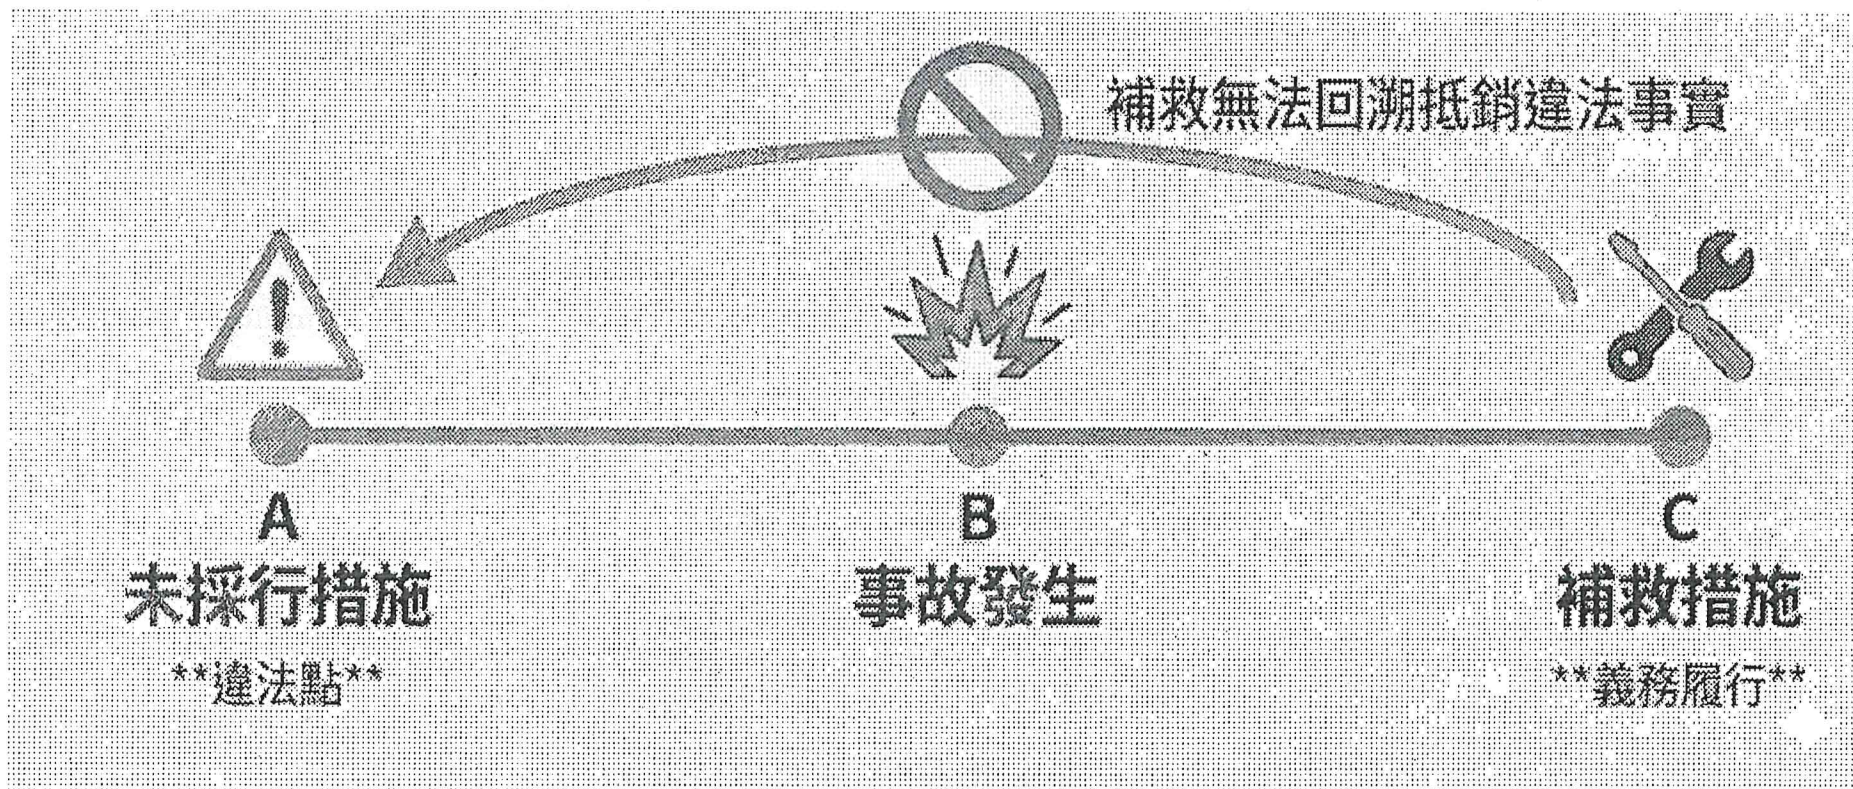 補救無法回溯抵銷違法事實
A
未採行措施
**違法點**
B
事故發生
C
補救措施
**義務履行**